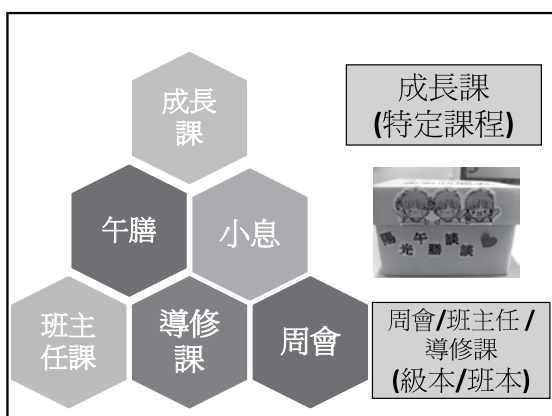 成長
課
成長課
(特定課程)
午膳
小息
陽光午膳談談
班主
任課
導修
課
周會
周會/班主任 /
導修課
(級本/班本)